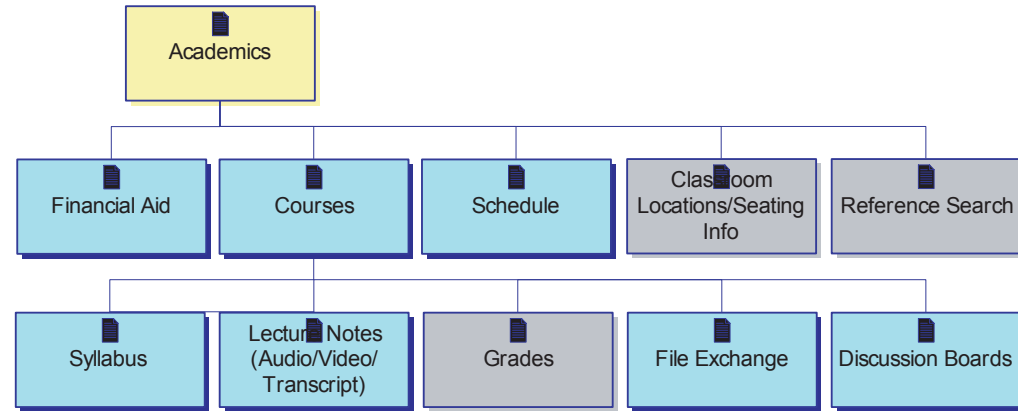 Academics
Financial Aid
Courses
Schedule
Classroom
Locations/Seating
Info
Reference Search
Syllabus
Lecture Notes
(Audio/Video/
Transcript)
Grades
File Exchange
Discussion Boards